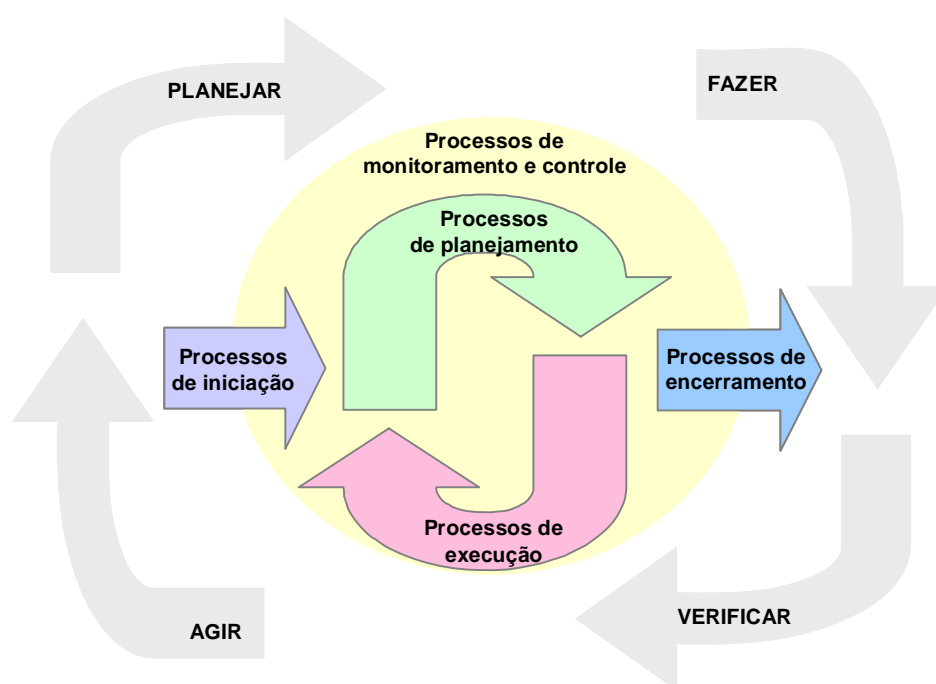 PLANEJAR
FAZER
Processos de
monitoramento e controle
Processos
de planejamento
Processos
de iniciação
Processos de
encerramento
Processos de
execução
AGIR
VERIFICAR